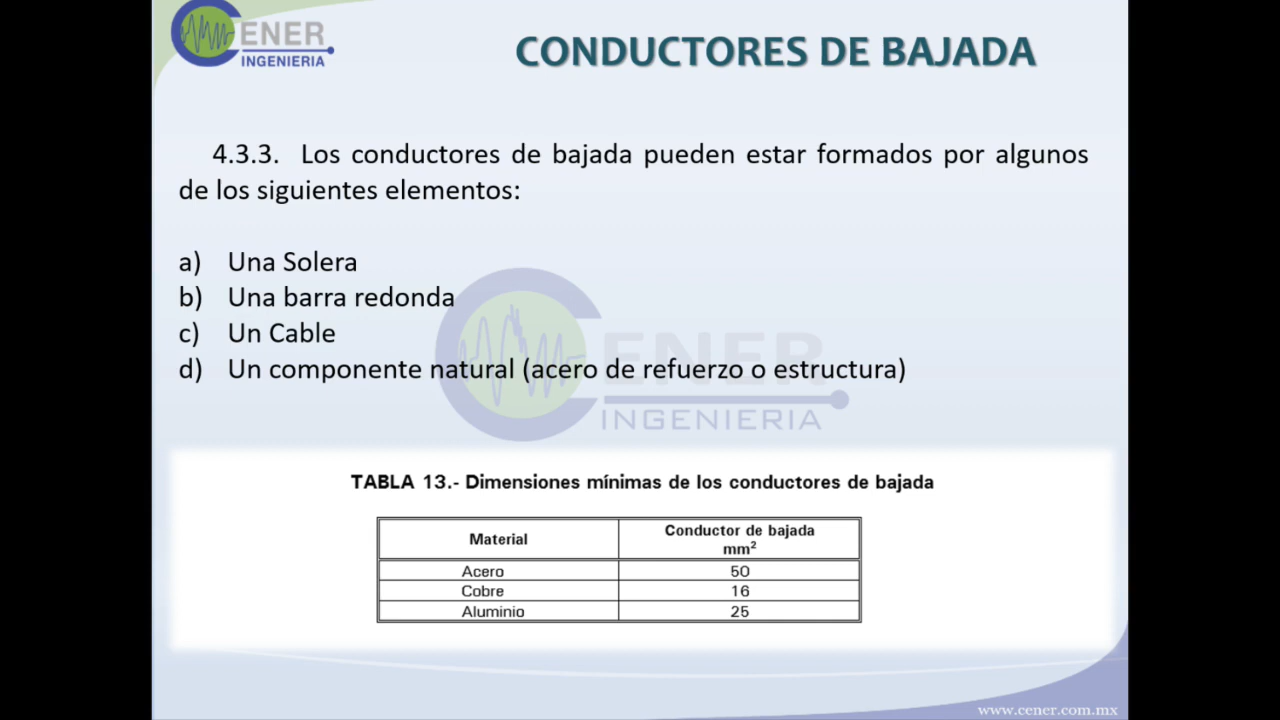 CENER
INGENIERIA
CONDUCTORES DE BAJADA
4.3.3. Los conductores de bajada pueden estar formados por algunos
de los siguientes elementos:
a) Una Solera
b) Una barra redonda
c) Un Cable
d) Un componente natural (acero de refuerzo o estructura)
CENER
INGENIERIA
TABLA 13.- Dimensiones mínimas de los conductores de bajada
Material Conductor de bajada
mm²
Acero 50
Cobre 16
Aluminio 25
www.cener.com.mx